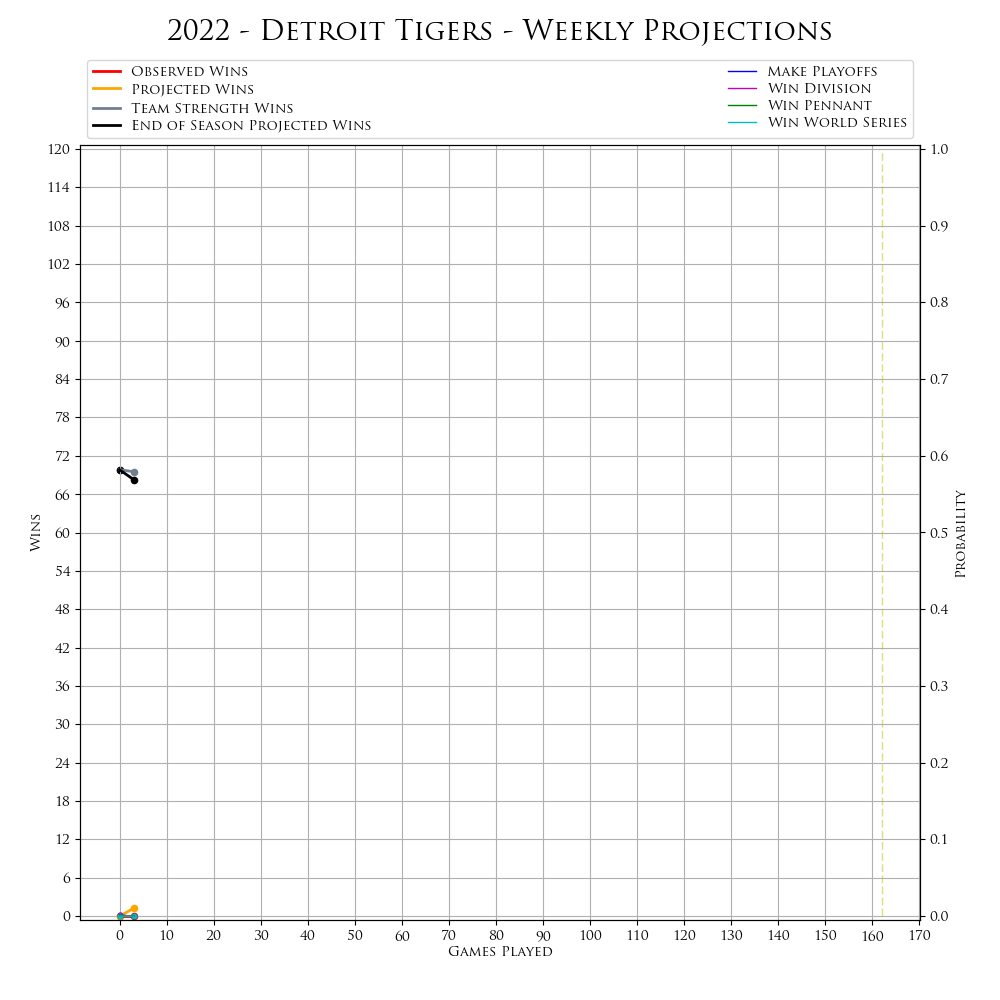 2022 - Detroit Tigers - Weekly Projections
Observed Wins
Projected Wins
Team Strength Wins
End of Season Projected Wins
Make Playoffs
Win Division
Win Pennant
Win World Series
120
114
108
102
96
90
84
78
72
66
60
54
48
42
36
30
24
18
12
6
0
Wins
1.0
0.9
0.8
0.7
0.6
0.5
0.4
0.3
0.2
0.1
0.0
Probability
0 10 20 30 40 50 60 70 80 90 100 110 120 130 140 150 160 170
Games Played